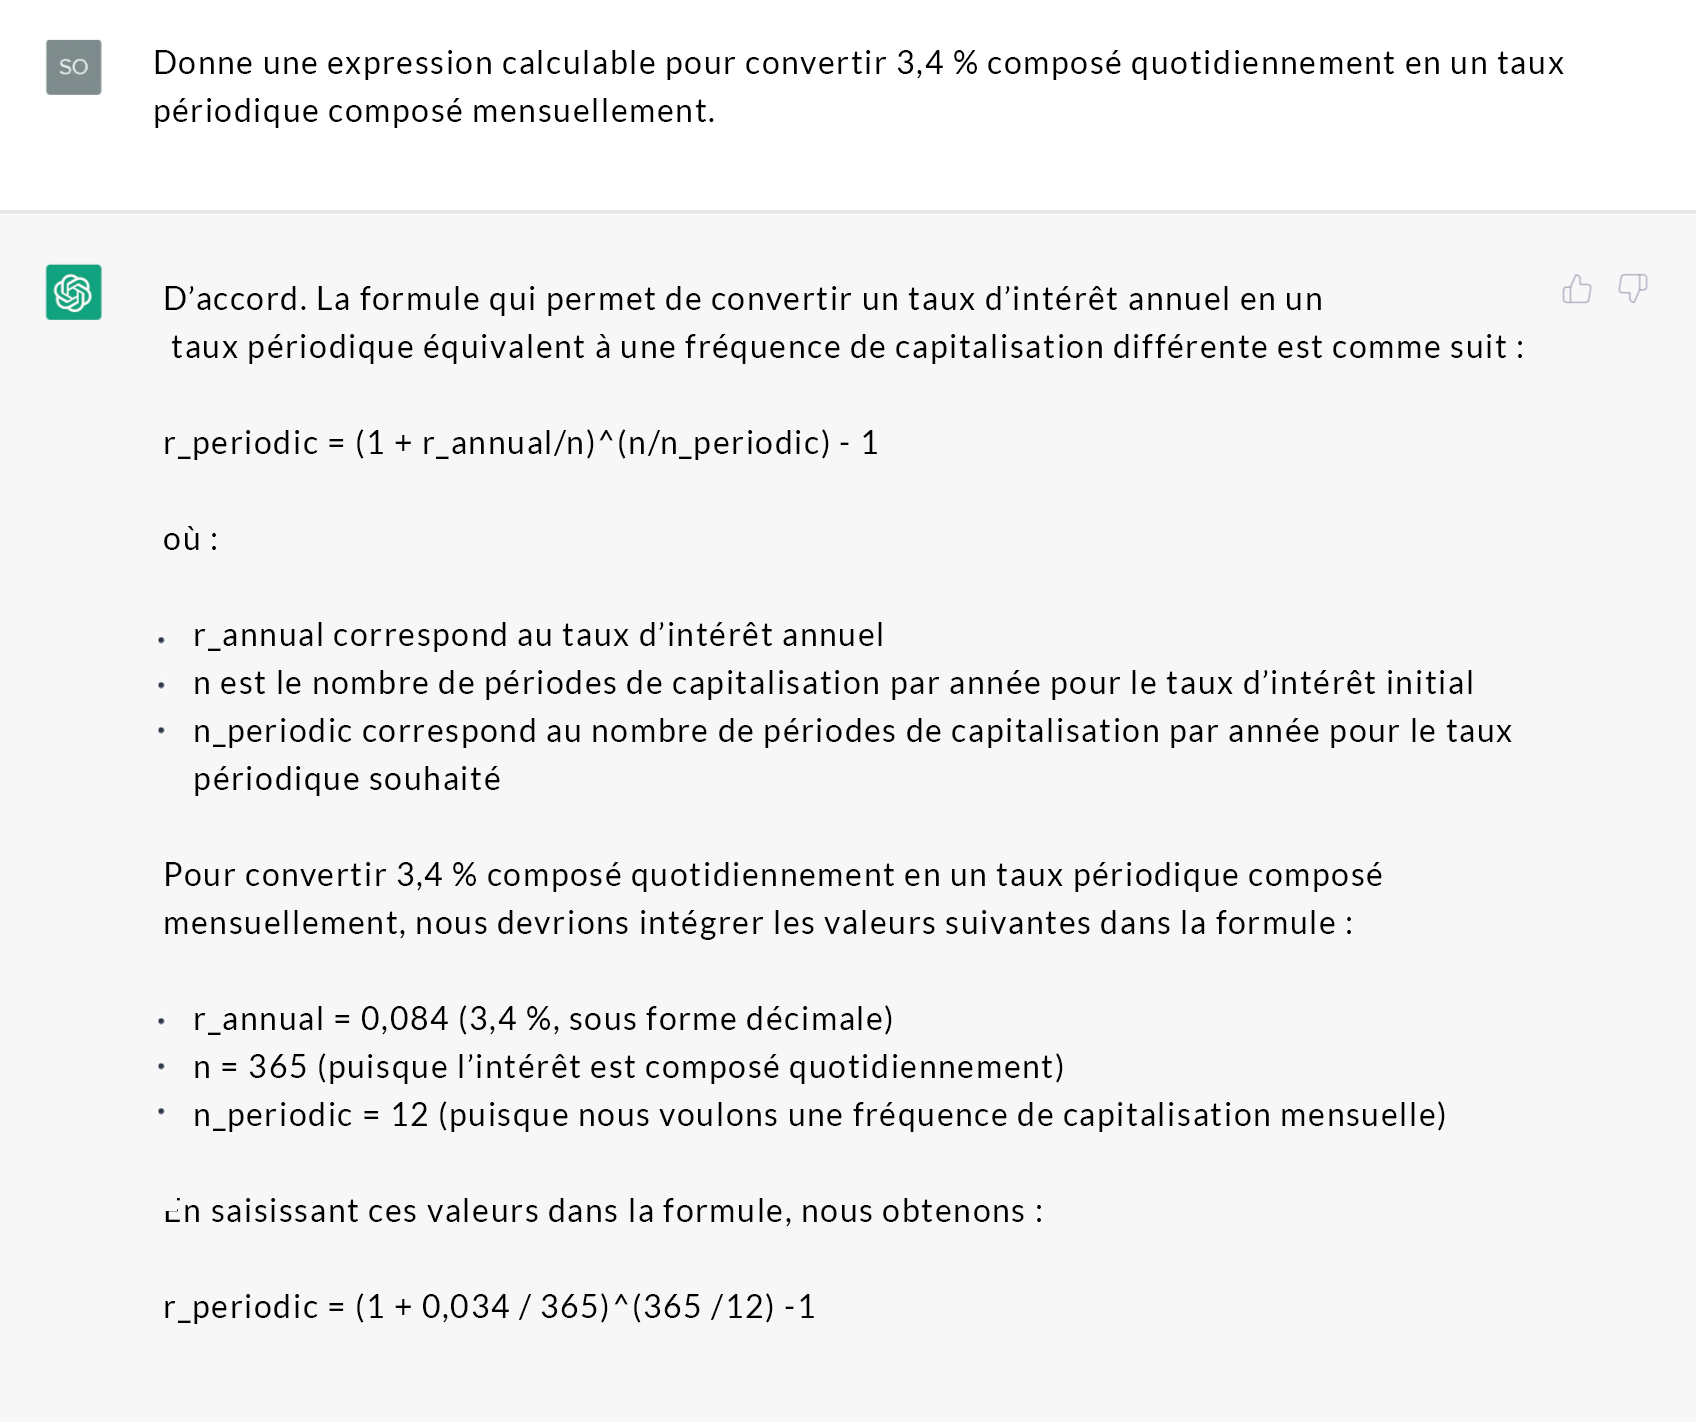 SO
Donne une expression calculable pour convertir 3,4 % composé quotidiennement en un taux
périodique composé mensuellement.
D’accord. La formule qui permet de convertir un taux d’intérêt annuel en un
taux périodique équivalent à une fréquence de capitalisation différente est comme suit :
r_periodic = (1 + r_annual/n)^(n/n_periodic) - 1
où :
• r_annual correspond au taux d’intérêt annuel
• n est le nombre de périodes de capitalisation par année pour le taux d’intérêt initial
• n_periodic correspond au nombre de périodes de capitalisation par année pour le taux
périodique souhaité
Pour convertir 3,4 % composé quotidiennement en un taux périodique composé
mensuellement, nous devrions intégrer les valeurs suivantes dans la formule :
• r_annual = 0,084 (3,4 %, sous forme décimale)
• n = 365 (puisque l’intérêt est composé quotidiennement)
• n_periodic = 12 (puisque nous voulons une fréquence de capitalisation mensuelle)
En saisissant ces valeurs dans la formule, nous obtenons :
r_periodic = (1 + 0,034 / 365)^(365 /12) -1